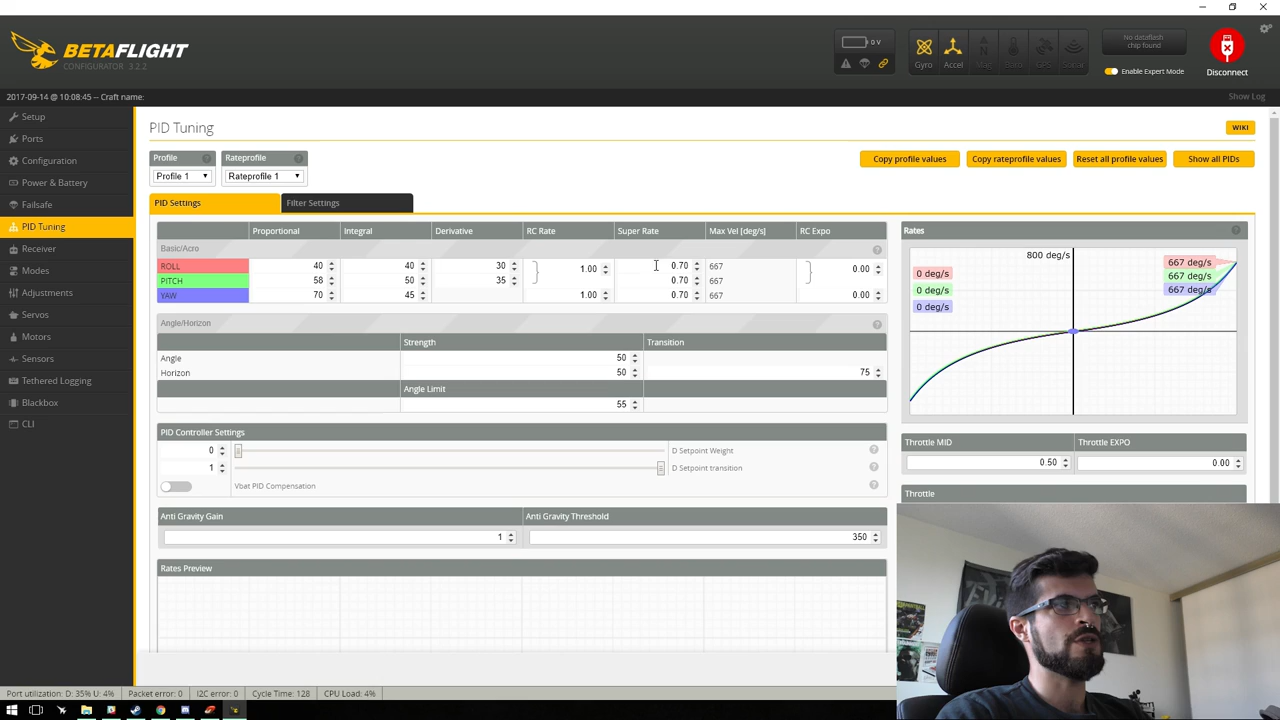 BETAFLIGHT
CONFIGURATOR 3.2.2
0 V
Gyro
Accel
Mag
Baro
GPS
Sonar
No dataflash
chip found
Enable Expert Mode
Disconnect
2017-09-14 @ 10:08:45 -- Craft name:
Show Log
Setup
Ports
Configuration
Power & Battery
Failsafe
PID Tuning
Receiver
Modes
Adjustments
Servos
Motors
Sensors
Tethered Logging
Blackbox
CLI
PID Tuning
WIKI
Profile
Rateprofile
Profile 1
Rateprofile 1
Copy profile values
Copy rateprofile values
Reset all profile values
Show all PIDs
PID Settings
Filter Settings
Proportional Integral Derivative RC Rate Super Rate Max Vel [deg/s] RC Expo
Basic/Acro
ROLL 40 40 30 1.00 0.70 667 0.00
PITCH 58 50 35 0.70 667
YAW 70 45 1.00 0.70 667 0.00
Angle/Horizon
Strength Transition
Angle 50
Horizon 50 75
Angle Limit
55
PID Controller Settings
0 D Setpoint Weight
1 D Setpoint transition
Vbat PID Compensation
Anti Gravity Gain Anti Gravity Threshold
1 350
Rates Preview
Rates
800 deg/s
0 deg/s
0 deg/s
0 deg/s
667 deg/s
667 deg/s
667 deg/s
Throttle MID Throttle EXPO
0.50 0.00
Throttle
Port utilization: D: 35% U: 4% Packet error: 0 I2C error: 0 Cycle Time: 128 CPU Load: 4%